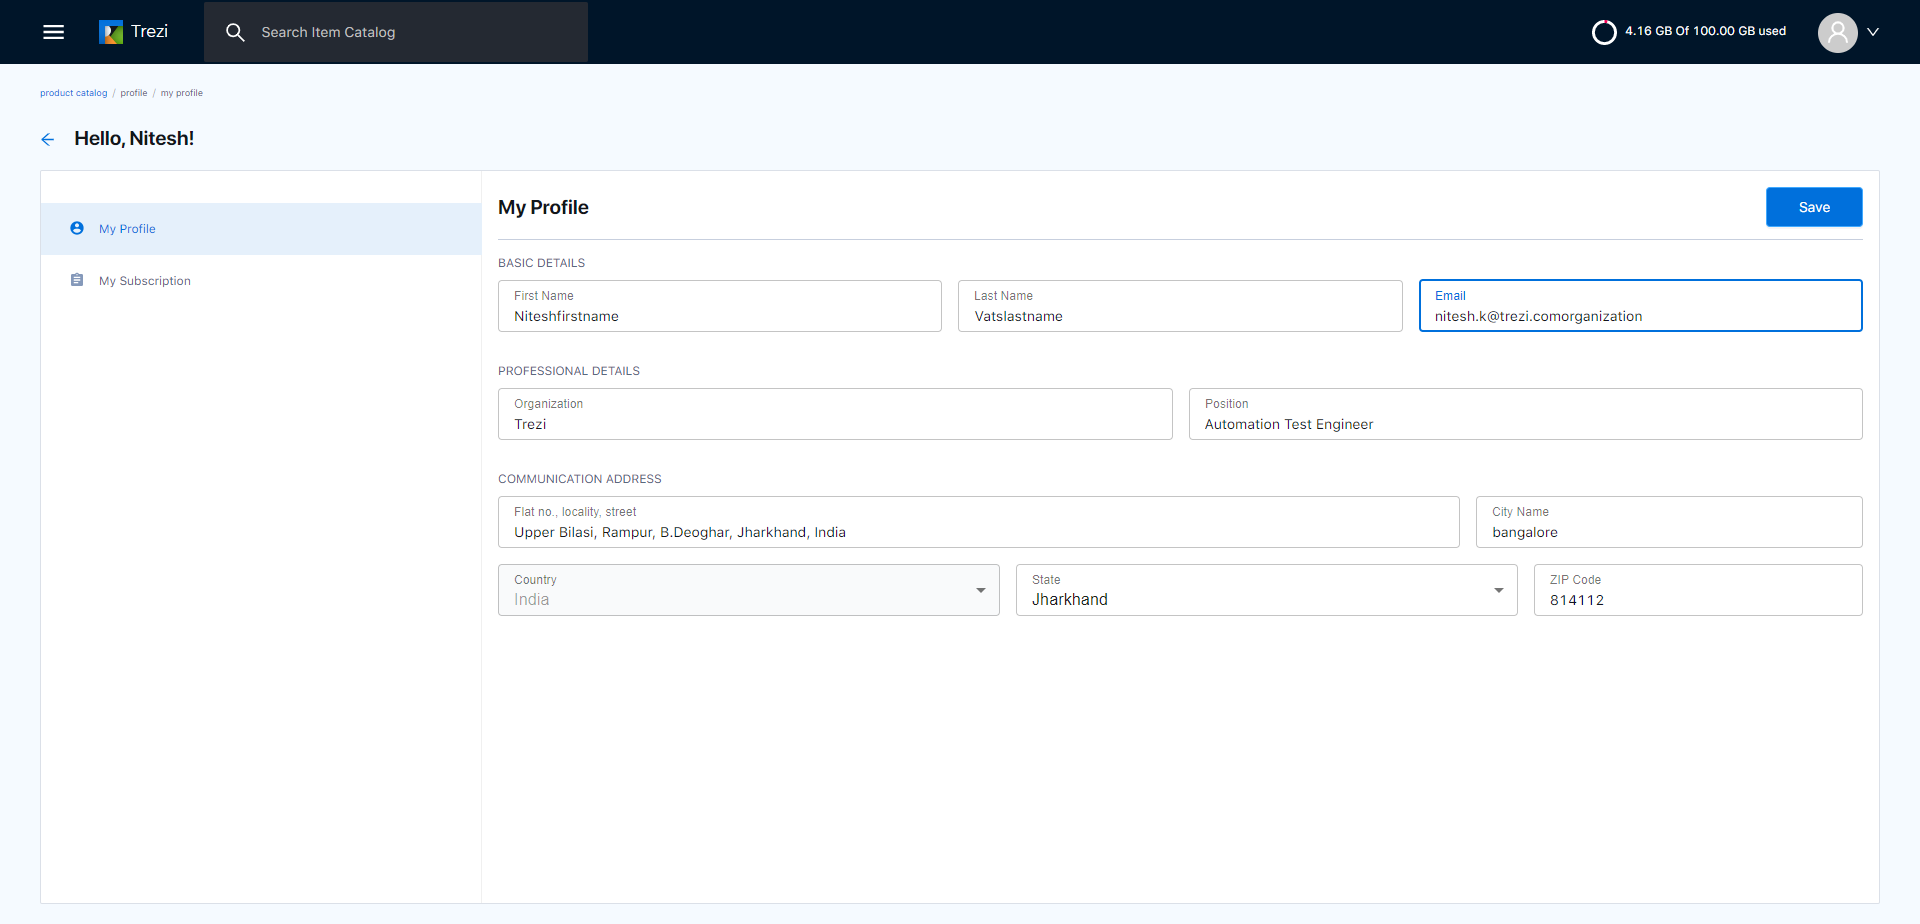 Trezi
Search Item Catalog
4.16 GB Of 100.00 GB used
product catalog / profile / my profile
Hello, Nitesh!
My Profile
My Subscription
My Profile
Save
BASIC DETAILS
First Name
Niteshfirstname
Last Name
Vatslastname
Email
nitesh.k@trezi.comorganization
PROFESSIONAL DETAILS
Organization
Trezi
Position
Automation Test Engineer
COMMUNICATION ADDRESS
Flat no., locality, street
Upper Bilasi, Rampur, B.Deoghar, Jharkhand, India
City Name
bangalore
Country
India
State
Jharkhand
ZIP Code
814112